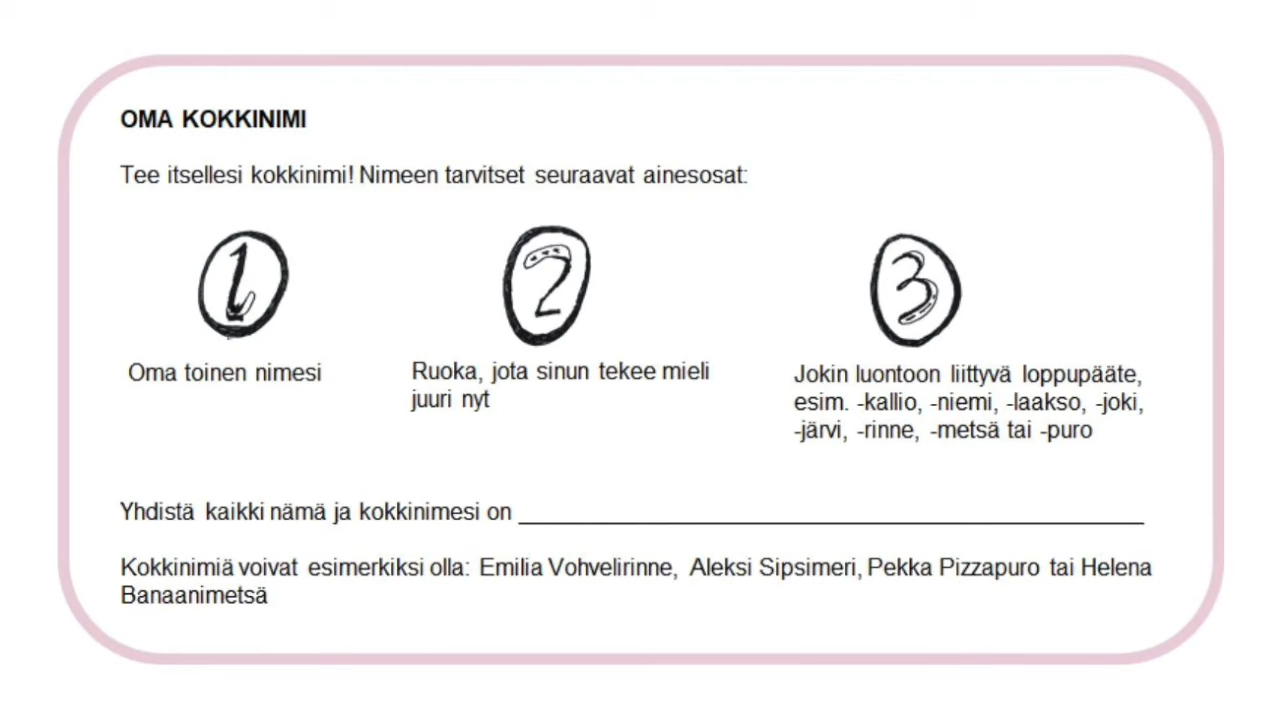 OMA KOKKINIMI
Tee itsellesi kokkinimi! Nimeen tarvitset seuraavat ainesosat:
1
2
3
Oma toinen nimesi
Ruoka, jota sinun tekee mieli
juuri nyt
Jokin luontoon liittyvä loppupääte,
esim. -kallio, -niemi, -laakso, -joki,
-järvi, -rinne, -metsä tai -puro
Yhdistä kaikki nämä ja kokkinimesi on
Kokkinimiä voivat esimerkiksi olla: Emilia Vohvelirinne, Aleksi Sipsimeri, Pekka Pizzapuro tai Helena
Banaanimetsä